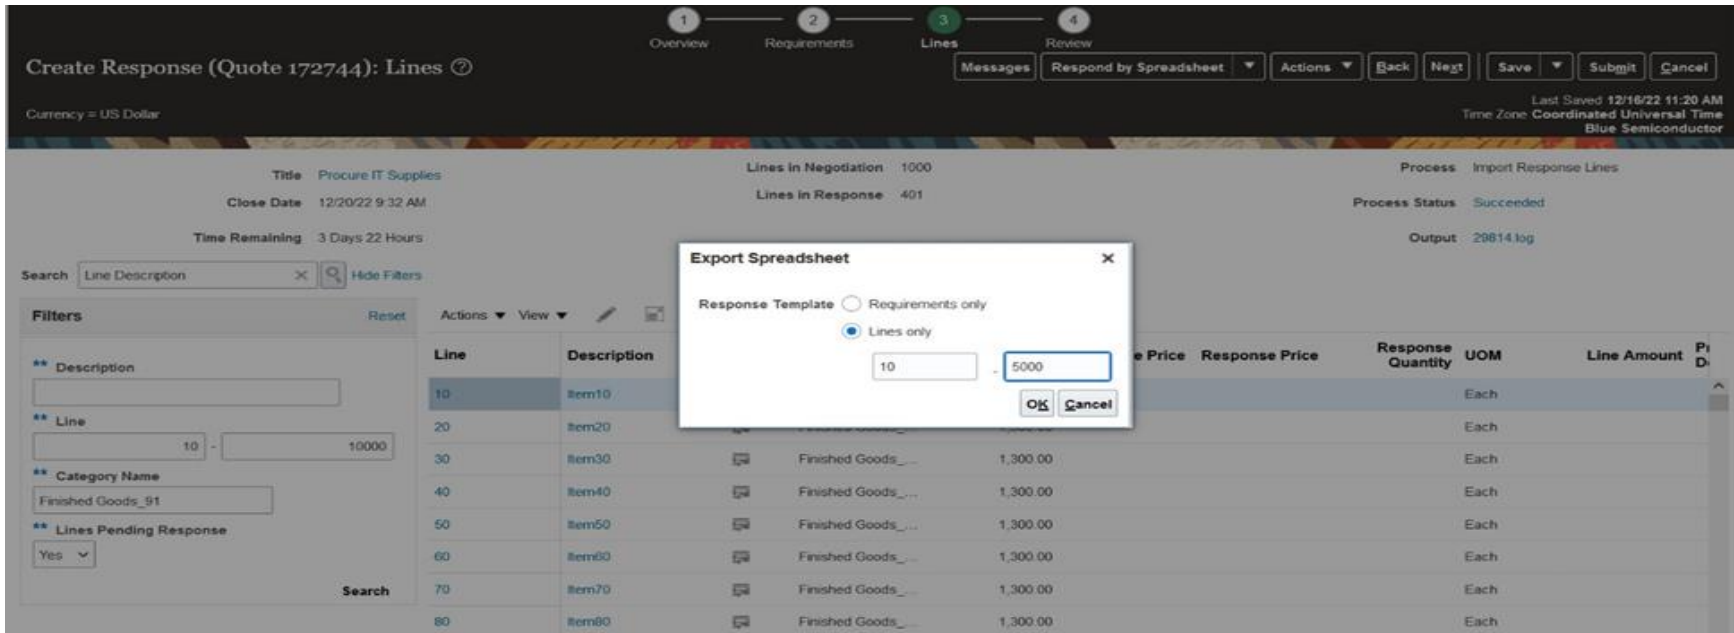 1 2 3 4
Overview Requirements Lines Review
Create Response (Quote 172744): Lines ?
Messages Respond by Spreadsheet Actions Back Next Save Submit Cancel
Currency = US Dollar
Last Saved 12/16/22 11:20 AM
Time Zone Coordinated Universal Time
Blue Semiconductor
Title Procure IT Supplies
Close Date 12/20/22 9:32 AM
Time Remaining 3 Days 22 Hours
Lines in Negotiation 1000
Lines in Response 401
Process Import Response Lines
Process Status Succeeded
Output 29814.log
Search Line Description Hide Filters
Filters Reset
** Description
** Line
10 - 10000
** Category Name
Finished Goods_91
** Lines Pending Response
Yes
Search
Export Spreadsheet
Response Template Requirements only
Lines only
10 - 5000
OK Cancel
Actions View
Line Description e Price Response Price Response Quantity UOM Line Amount
10 Item10 Each
20 Item20 Each
30 Item30 Finished Goods_... 1,300.00 Each
40 Item40 Finished Goods_... 1,300.00 Each
50 Item50 Finished Goods_... 1,300.00 Each
60 Item60 Finished Goods_... 1,300.00 Each
70 Item70 Finished Goods_... 1,300.00 Each
80 Item80 Finished Goods_... 1,300.00 Each